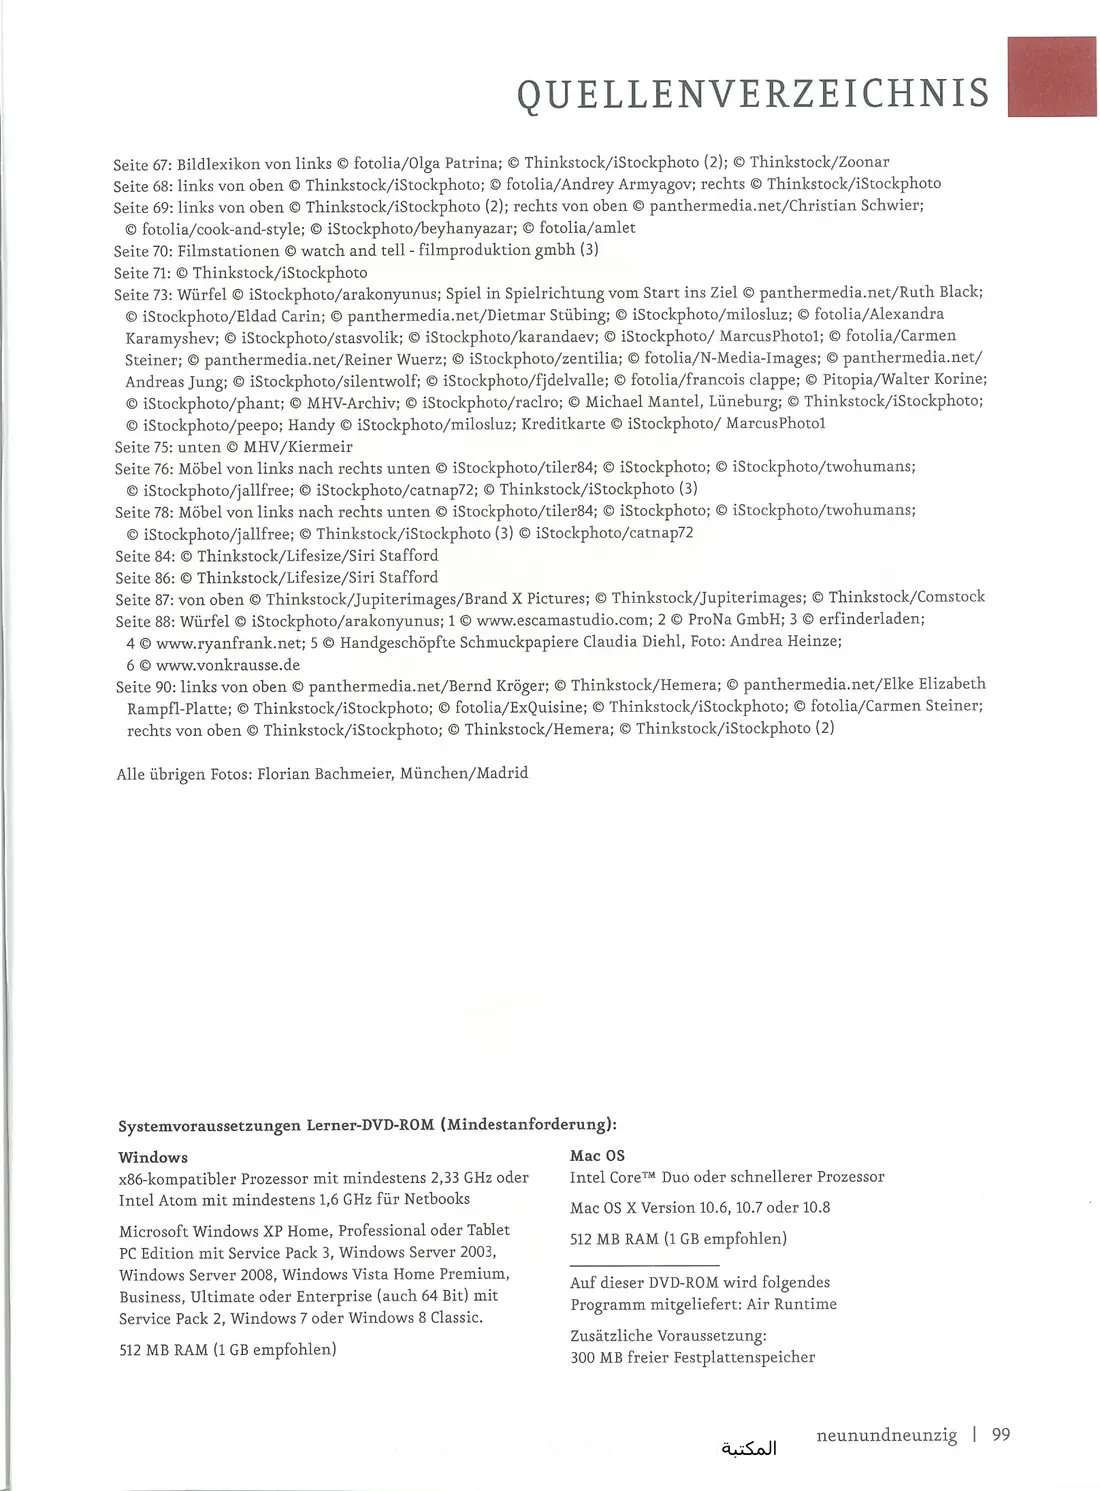 QUELLENVERZEICHNIS
Seite 67: Bildlexikon von links © fotolia/Olga Patrina; © Thinkstock/iStockphoto (2); © Thinkstock/Zoonar
Seite 68: links von oben © Thinkstock/iStockphoto; © fotolia/Andrey Armyagov; rechts © Thinkstock/iStockphoto
Seite 69: links von oben © Thinkstock/iStockphoto (2); rechts von oben © panthermedia.net/Christian Schwier;
© fotolia/cook-and-style; © iStockphoto/beyhanyazar; © fotolia/amlet
Seite 70: Filmstationen © watch and tell - filmproduktion gmbh (3)
Seite 71: © Thinkstock/iStockphoto
Seite 73: Würfel © iStockphoto/arakonyunus; Spiel in Spielrichtung vom Start ins Ziel © panthermedia.net/Ruth Black;
© iStockphoto/Eldad Carin; © panthermedia.net/Dietmar Stübing; © iStockphoto/milosluz; © fotolia/Alexandra
Karamyshev; © iStockphoto/stasvolik; © iStockphoto/karandaev; © iStockphoto/ MarcusPhoto1; © fotolia/Carmen
Steiner; © panthermedia.net/Reiner Wuerz; © iStockphoto/zentilia; © fotolia/N-Media-Images; © panthermedia.net/
Andreas Jung; © iStockphoto/silentwolf; © iStockphoto/fjdelvalle; © fotolia/francois clappe; © Pitopia/Walter Korine;
© iStockphoto/phant; © MHV-Archiv; © iStockphoto/raclro; © Michael Mantel, Lüneburg; © Thinkstock/iStockphoto;
© iStockphoto/peepo; Handy © iStockphoto/milosluz; Kreditkarte © iStockphoto/ MarcusPhoto1
Seite 75: unten © MHV/Kiermeir
Seite 76: Möbel von links nach rechts unten © iStockphoto/tiler84; © iStockphoto; © iStockphoto/twohumans;
© iStockphoto/jallfree; © iStockphoto/catnap72; © Thinkstock/iStockphoto (3)
Seite 78: Möbel von links nach rechts unten © iStockphoto/tiler84; © iStockphoto; © iStockphoto/twohumans;
© iStockphoto/jallfree; © Thinkstock/iStockphoto (3) © iStockphoto/catnap72
Seite 84: © Thinkstock/Lifesize/Siri Stafford
Seite 86: © Thinkstock/Lifesize/Siri Stafford
Seite 87: von oben © Thinkstock/Jupiterimages/Brand X Pictures; © Thinkstock/Jupiterimages; © Thinkstock/Comstock
Seite 88: Würfel © iStockphoto/arakonyunus; 1 © www.escamastudio.com; 2 © ProNa GmbH; 3 © erfinderladen;
4 © www.ryanfrank.net; 5 © Handgeschöpfte Schmuckpapiere Claudia Diehl, Foto: Andrea Heinze;
6 © www.vonkrausse.de
Seite 90: links von oben © panthermedia.net/Bernd Kröger; © Thinkstock/Hemera; © panthermedia.net/Elke Elizabeth
Rampfl-Platte; © Thinkstock/iStockphoto; © fotolia/ExQuisine; © Thinkstock/iStockphoto; © fotolia/Carmen Steiner;
rechts von oben © Thinkstock/iStockphoto; © Thinkstock/Hemera; © Thinkstock/iStockphoto (2)
Alle übrigen Fotos: Florian Bachmeier, München/Madrid
Systemvoraussetzungen Lerner-DVD-ROM (Mindestanforderung):
Windows
x86-kompatibler Prozessor mit mindestens 2,33 GHz oder
Intel Atom mit mindestens 1,6 GHz für Netbooks
Microsoft Windows XP Home, Professional oder Tablet
PC Edition mit Service Pack 3, Windows Server 2003,
Windows Server 2008, Windows Vista Home Premium,
Business, Ultimate oder Enterprise (auch 64 Bit) mit
Service Pack 2, Windows 7 oder Windows 8 Classic.
512 MB RAM (1 GB empfohlen)
Mac OS
Intel Core™ Duo oder schnellerer Prozessor
Mac OS X Version 10.6, 10.7 oder 10.8
512 MB RAM (1 GB empfohlen)
Auf dieser DVD-ROM wird folgendes
Programm mitgeliefert: Air Runtime
Zusätzliche Voraussetzung:
300 MB freier Festplattenspeicher
neunundneunzig | 99
المكتبة